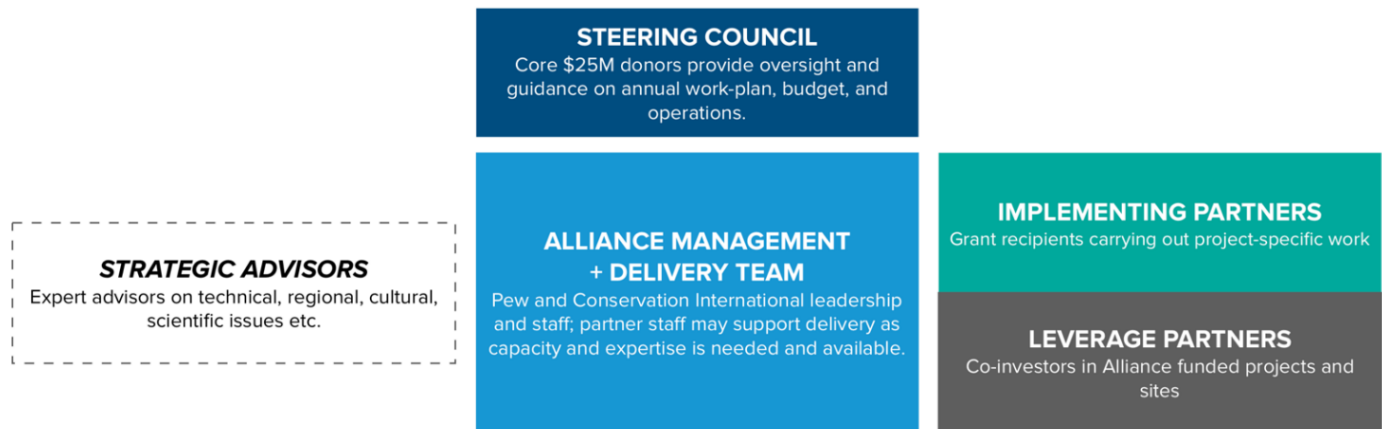 STEERING COUNCIL
Core $25M donors provide oversight and
guidance on annual work-plan, budget, and
operations.
STRATEGIC ADVISORS
Expert advisors on technical, regional, cultural,
scientific issues etc.
ALLIANCE MANAGEMENT
+ DELIVERY TEAM
Pew and Conservation International leadership
and staff; partner staff may support delivery as
capacity and expertise is needed and available.
IMPLEMENTING PARTNERS
Grant recipients carrying out project-specific work
LEVERAGE PARTNERS
Co-investors in Alliance funded projects and
sites